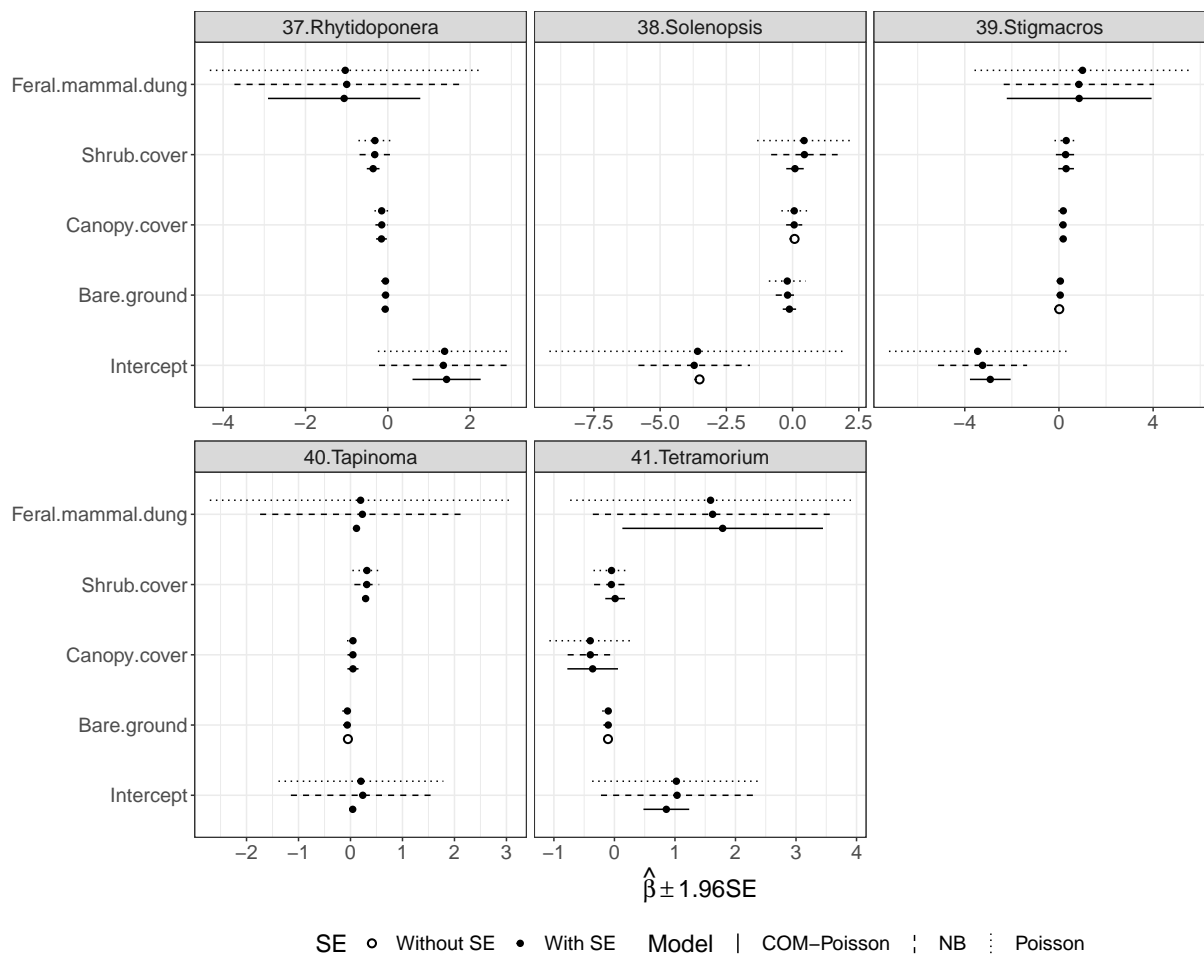 37.Rhytidoponera 38.Solenopsis 39.Stigmacros
Feral.mammal.dung
Shrub.cover
Canopy.cover
Bare.ground
Intercept
−4 −2 0 2 −7.5 −5.0 −2.5 0.0 2.5 −4 0 4
40.Tapinoma 41.Tetramorium
Feral.mammal.dung
Shrub.cover
Canopy.cover
Bare.ground
Intercept
−2 −1 0 1 2 3 −1 0 1 2 3 4
β̂ ± 1.96SE
SE Without SE With SE Model COM−Poisson NB Poisson